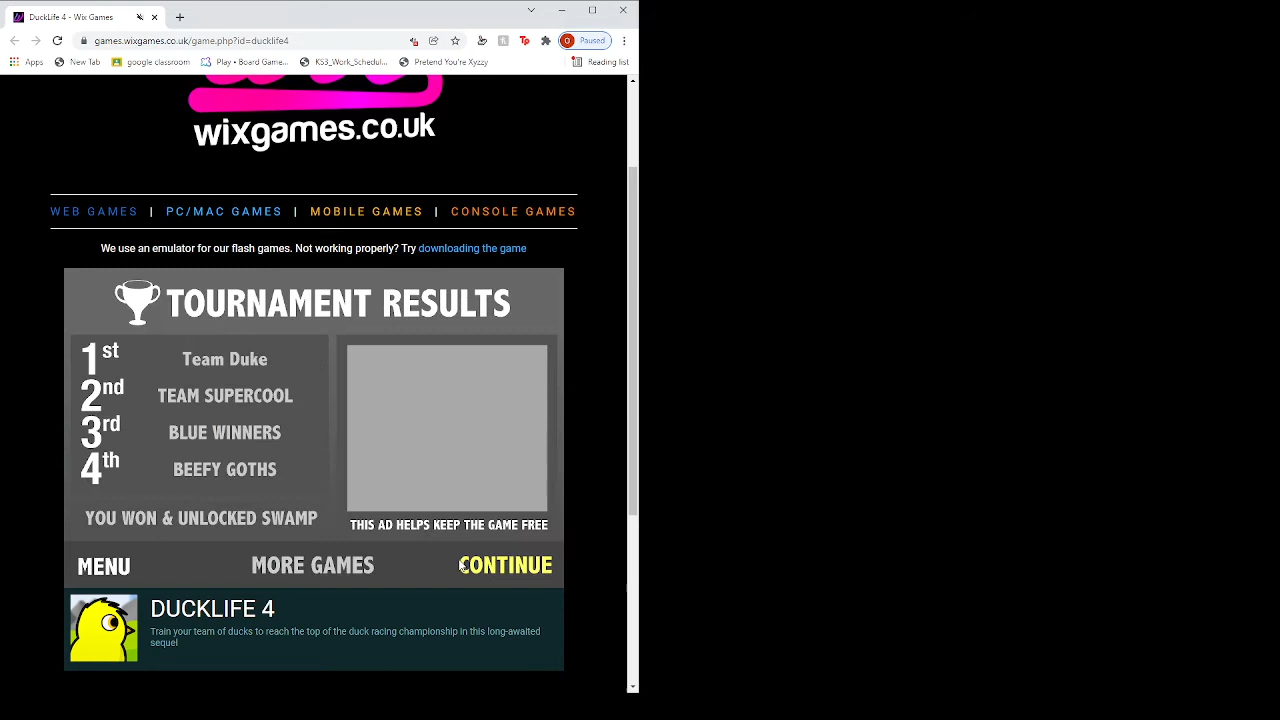 DuckLife 4 - Wix Games
games.wixgames.co.uk/game.php?id=ducklife4
Paused
Apps
New Tab
google classroom
Play • Board Game...
KS3_Work_Schedul...
Pretend You're Xyzzy
Reading list
wixgames.co.uk
WEB GAMES | PC/MAC GAMES | MOBILE GAMES | CONSOLE GAMES
We use an emulator for our flash games. Not working properly? Try downloading the game
TOURNAMENT RESULTS
1st Team Duke
2nd TEAM SUPERCOOL
3rd BLUE WINNERS
4th BEEFY GOTHS
YOU WON & UNLOCKED SWAMP
THIS AD HELPS KEEP THE GAME FREE
MENU
MORE GAMES
CONTINUE
DUCKLIFE 4
Train your team of ducks to reach the top of the duck racing championship in this long-awaited
sequel